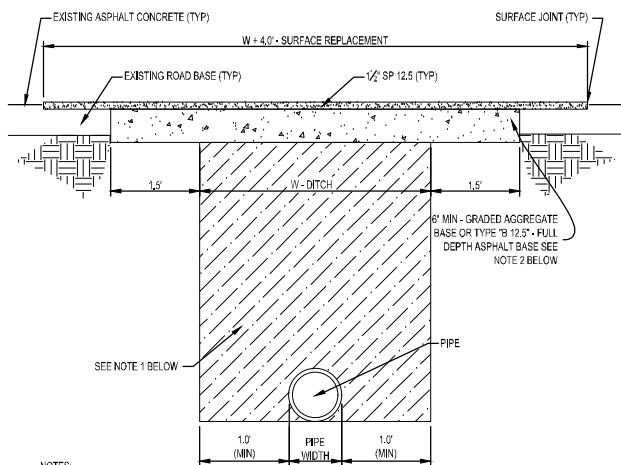 EXISTING ASPHALT CONCRETE (TYP)
SURFACE JOINT (TYP)
W + 4.0' - SURFACE REPLACEMENT
EXISTING ROAD BASE (TYP)
1½" SP 12.5 (TYP)
1.5'
W - DITCH
1.5'
6" MIN - GRADED AGGREGATE
BASE OR TYPE "B 12.5" - FULL
DEPTH ASPHALT BASE SEE
NOTE 2 BELOW
SEE NOTE 1 BELOW
PIPE
1.0'
(MIN)
PIPE
WIDTH
1.0'
(MIN)
NOTES: